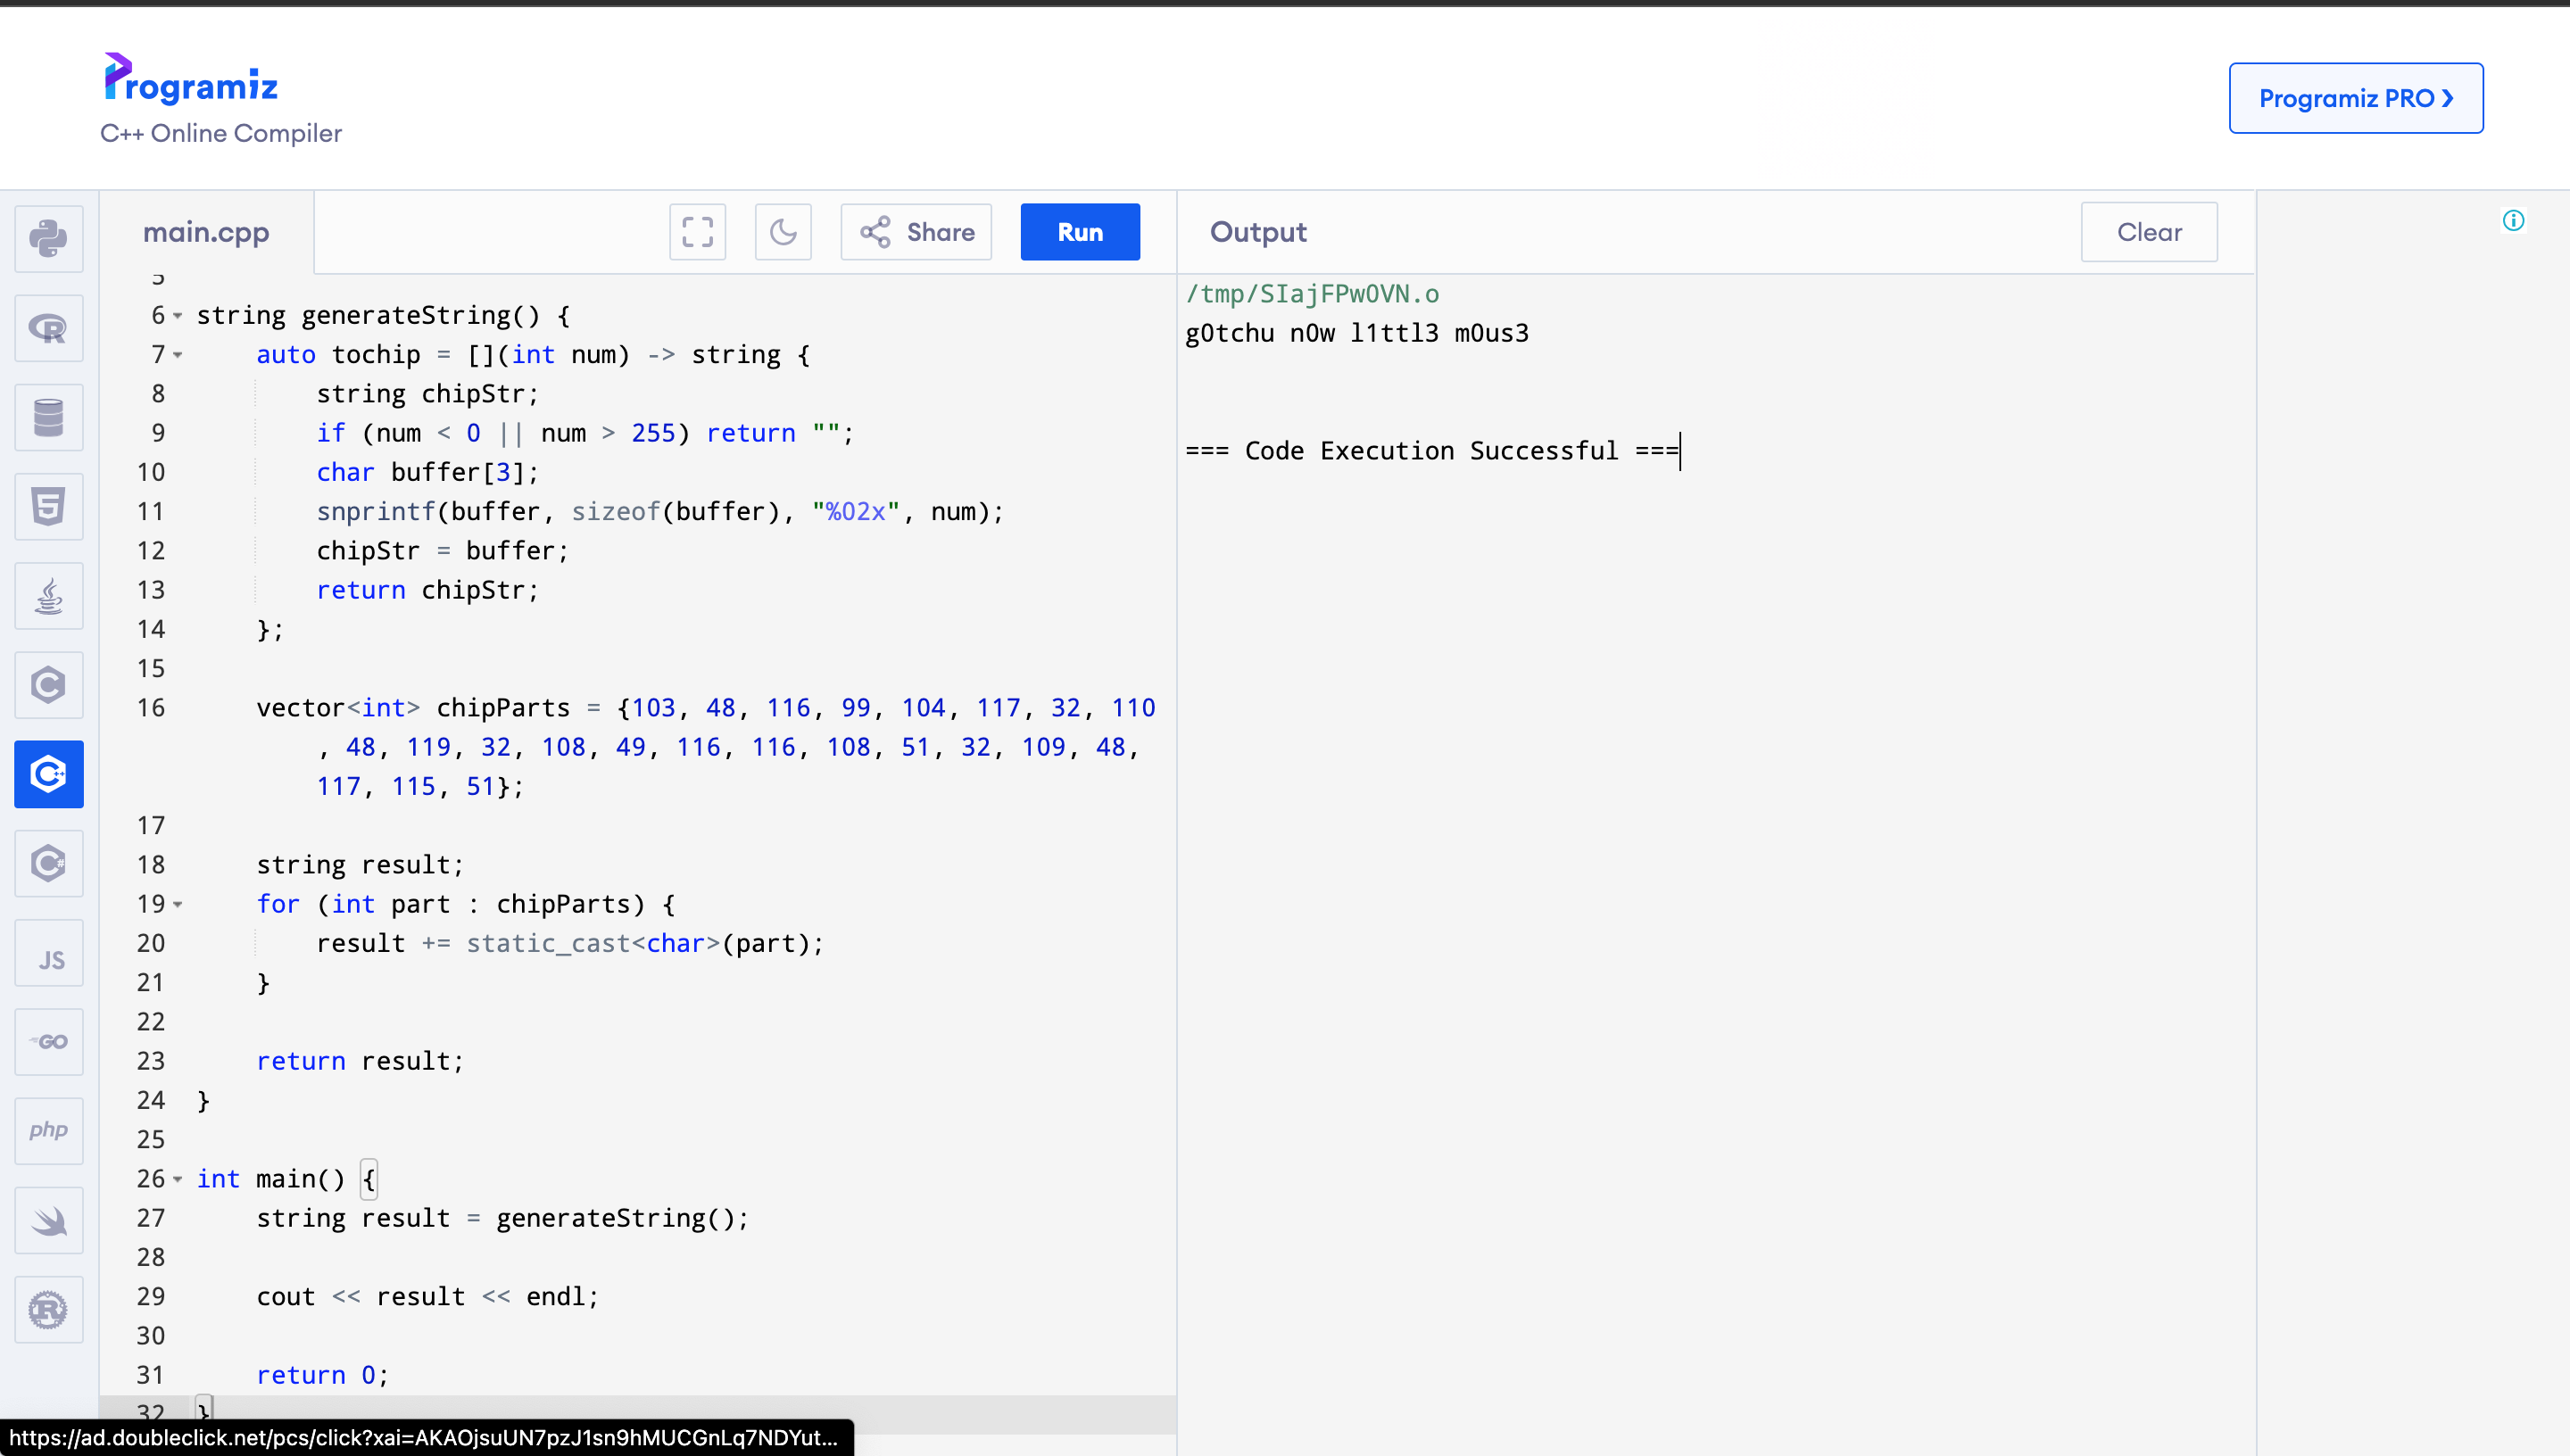 Programiz
C++ Online Compiler
Programiz PRO ❯
main.cpp
Share
Run
Output
Clear
5
6 string generateString() {
7     auto tochip = [](int num) -> string {
8         string chipStr;
9         if (num < 0 || num > 255) return "";
10         char buffer[3];
11         snprintf(buffer, sizeof(buffer), "%02x", num);
12         chipStr = buffer;
13         return chipStr;
14     };
15
16     vector<int> chipParts = {103, 48, 116, 99, 104, 117, 32, 110
, 48, 119, 32, 108, 49, 116, 116, 108, 51, 32, 109, 48,
117, 115, 51};
17
18     string result;
19     for (int part : chipParts) {
20         result += static_cast<char>(part);
21     }
22
23     return result;
24 }
25
26 int main() {
27     string result = generateString();
28
29     cout << result << endl;
30
31     return 0;
32 }
/tmp/SIajFPw0VN.o
g0tchu n0w l1ttl3 m0us3
=== Code Execution Successful ===
R
5
C
C++
C#
JS
GO
php
R
https://ad.doubleclick.net/pcs/click?xai=AKAOjsuUN7pzJ1sn9hMUCGnLq7NDYut...